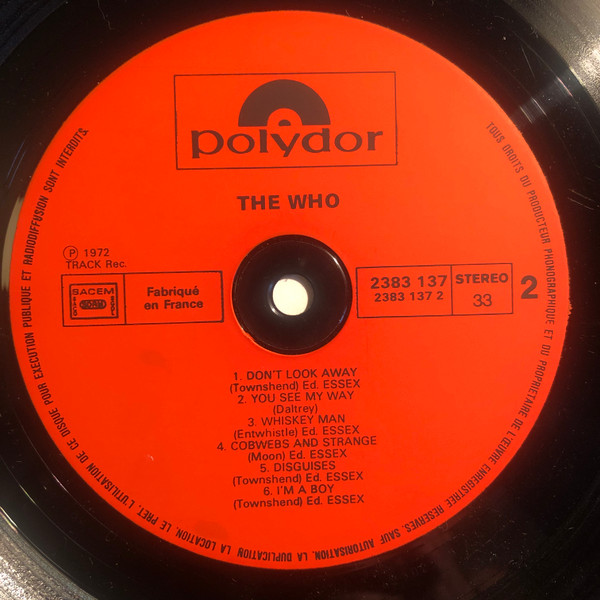 polydor
THE WHO
℗ 1972
TRACK Rec.
SACEM
Fabriqué
en France
2383 137
2383 137 2
STEREO
33
2
1. DON'T LOOK AWAY
(Townshend) Ed. ESSEX
2. YOU SEE MY WAY
(Daltrey)
3. WHISKEY MAN
(Entwhistle) Ed. ESSEX
4. COBWEBS AND STRANGE
(Moon) Ed. ESSEX
5. DISGUISES
(Townshend) Ed. ESSEX
6. I'M A BOY
(Townshend) Ed. ESSEX
TOUS DROITS DU PRODUCTEUR PHONOGRAPHIQUE ET DU PROPRIETAIRE DE L'ŒUVRE ENREGISTREE RESERVES. SAUF AUTORISATION, LA DUPLICATION, LA LOCATION, LE PRET, L'UTILISATION DE CE DISQUE POUR EXECUTION PUBLIQUE ET RADIODIFFUSION SONT INTERDITS.